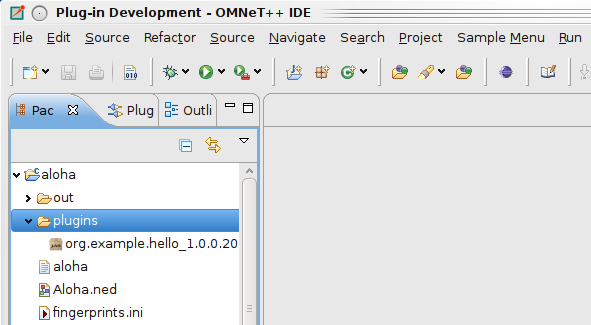 Plug-in Development - OMNeT++ IDE
File Edit Source Refactor Source Navigate Search Project Sample Menu Run
010
Pac Plug Outli
aloha
out
plugins
org.example.hello_1.0.0.20
aloha
Aloha.ned
fingerprints.ini